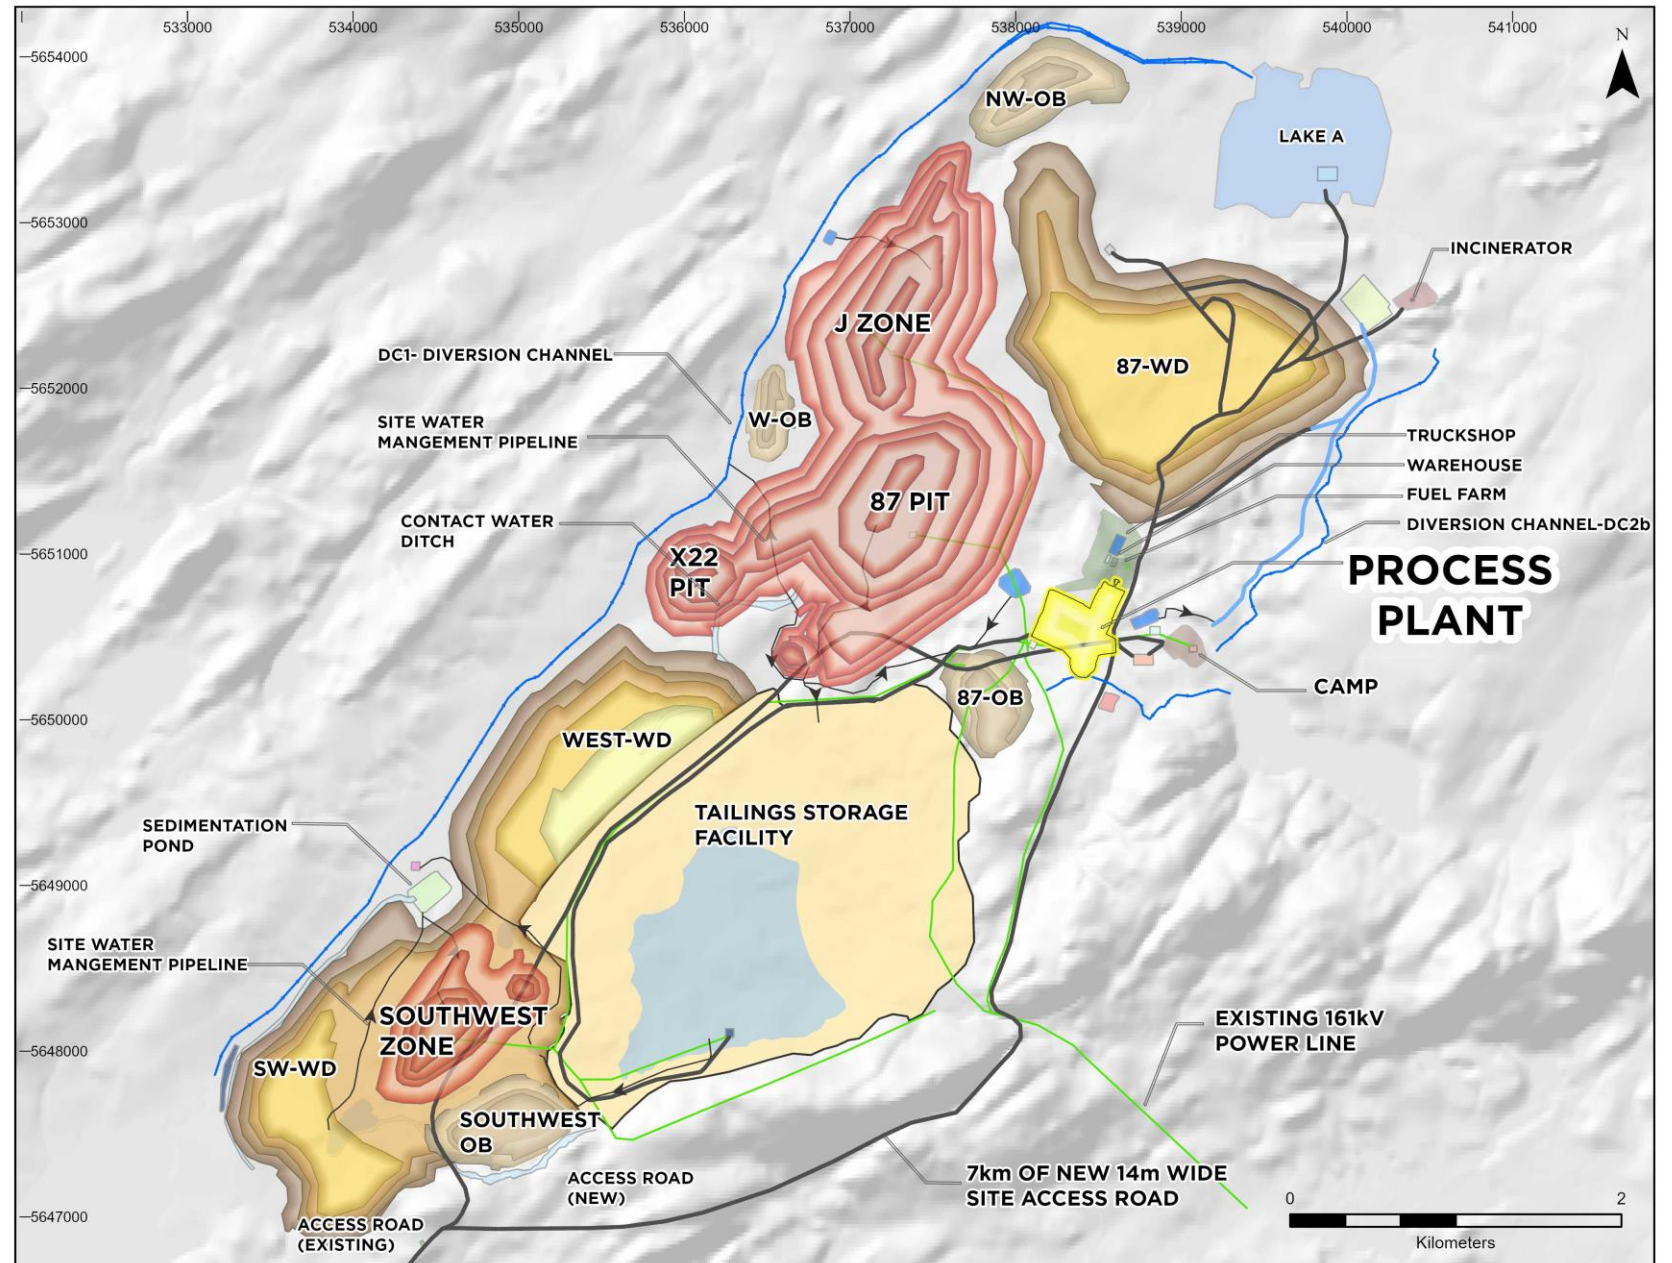 533000 534000 535000 536000 537000 538000 539000 540000 541000
N
5654000
NW-OB
LAKE A
5653000
INCINERATOR
J ZONE
DC1- DIVERSION CHANNEL
87-WD
5652000
W-OB
SITE WATER
MANGEMENT PIPELINE
TRUCKSHOP
WAREHOUSE
87 PIT
FUEL FARM
CONTACT WATER
DITCH
DIVERSION CHANNEL-DC2b
5651000
X22
PIT
PROCESS
PLANT
87-OB
CAMP
5650000
WEST-WD
TAILINGS STORAGE
FACILITY
SEDIMENTATION
POND
5649000
SITE WATER
MANGEMENT PIPELINE
SOUTHWEST
ZONE
EXISTING 161kV
POWER LINE
5648000
SW-WD
SOUTHWEST
OB
7km OF NEW 14m WIDE
SITE ACCESS ROAD
ACCESS ROAD
(NEW)
0 2
Kilometers
5647000
ACCESS ROAD
(EXISTING)